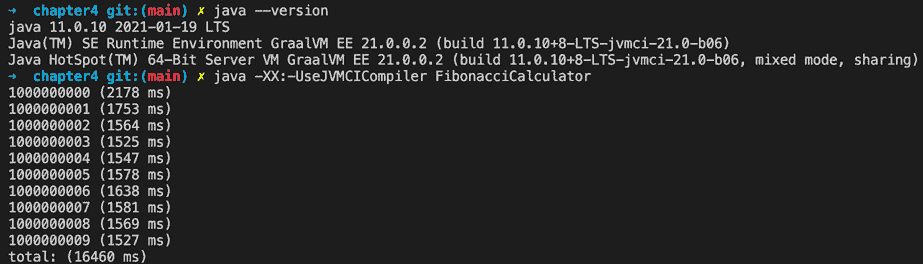 ➜ chapter4 git:(main) ✗ java --version
java 11.0.10 2021-01-19 LTS
Java(TM) SE Runtime Environment GraalVM EE 21.0.0.2 (build 11.0.10+8-LTS-jvmci-21.0-b06)
Java HotSpot(TM) 64-Bit Server VM GraalVM EE 21.0.0.2 (build 11.0.10+8-LTS-jvmci-21.0-b06, mixed mode, sharing)
➜ chapter4 git:(main) ✗ java -XX:-UseJVMCICompiler FibonacciCalculator
1000000000 (2178 ms)
1000000001 (1753 ms)
1000000002 (1564 ms)
1000000003 (1525 ms)
1000000004 (1547 ms)
1000000005 (1578 ms)
1000000006 (1638 ms)
1000000007 (1581 ms)
1000000008 (1569 ms)
1000000009 (1527 ms)
total: (16460 ms)